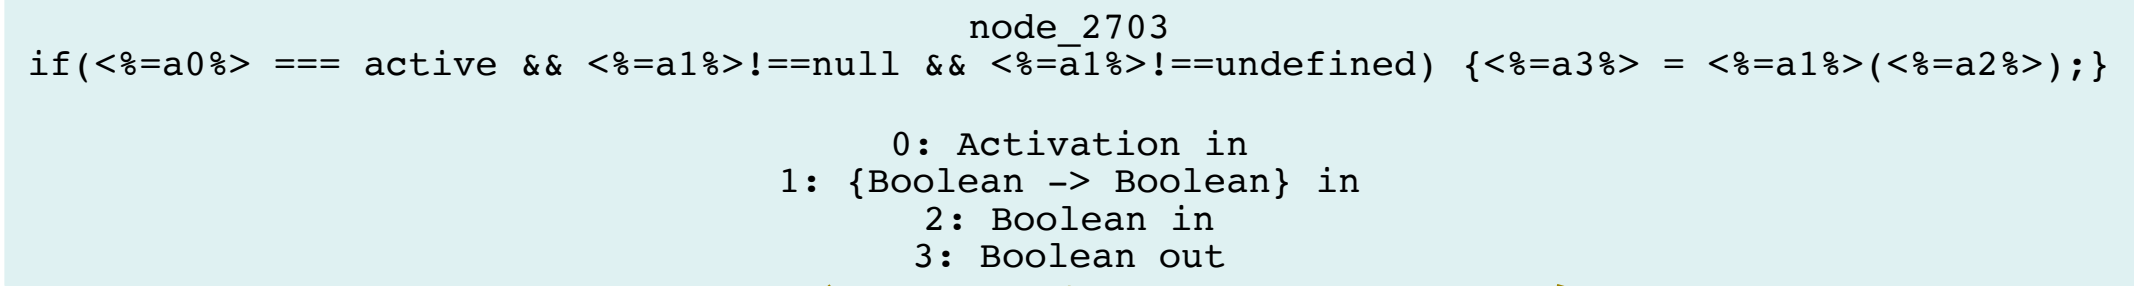 node_2703
if(<%=a0%> === active && <%=a1%>!==null && <%=a1%>!==undefined) {<%=a3%> = <%=a1%>(<%=a2%>);}
0: Activation in
1: {Boolean -> Boolean} in
2: Boolean in
3: Boolean out